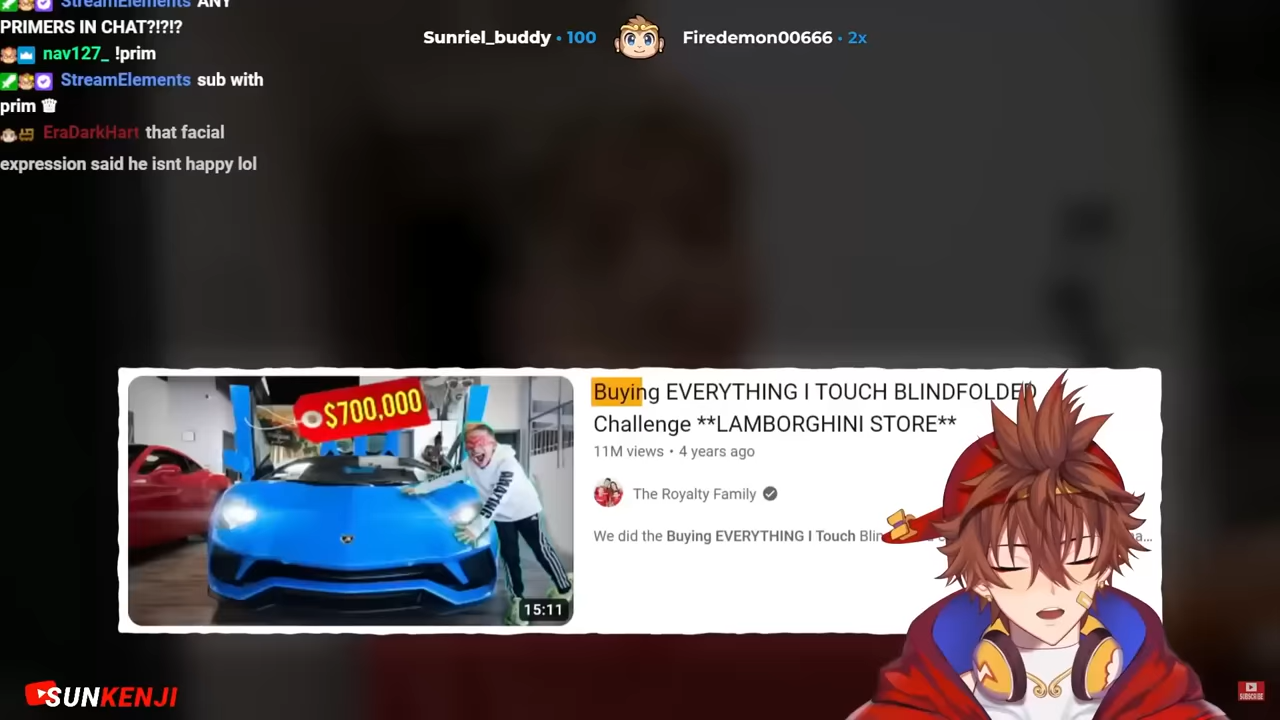 StreamElements ANY
PRIMERS IN CHAT?!?!?
nav127_ !prim
StreamElements sub with
prim
EraDarkHart that facial
expression said he isnt happy lol
Sunriel_buddy • 100
Firedemon00666 • 2x
$700,000
AMAZING
15:11
Buying EVERYTHING I TOUCH BLINDFOLDED
Challenge **LAMBORGHINI STORE**
11M views • 4 years ago
The Royalty Family
We did the Buying EVERYTHING I Touch
SUNKENJI
SUBSCRIBE